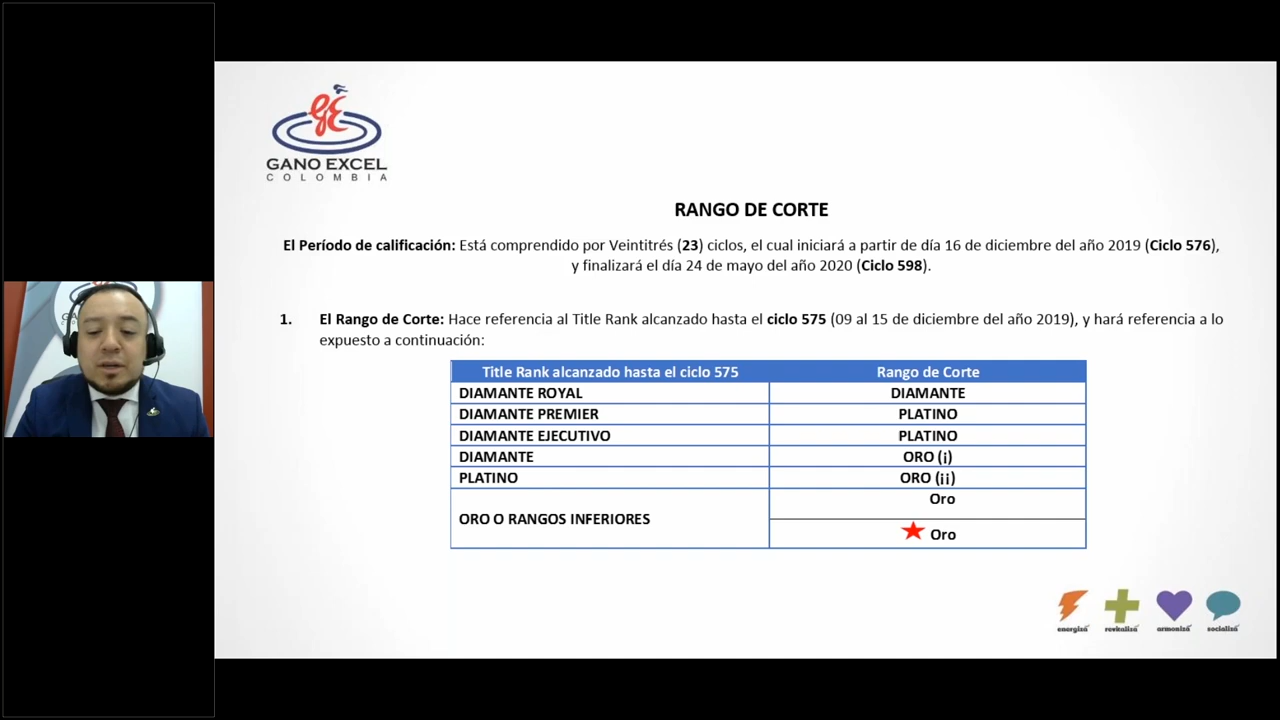 GANO EXCEL
COLOMBIA
RANGO DE CORTE
El Período de calificación: Está comprendido por Veintitrés (23) ciclos, el cual iniciará a partir de día 16 de diciembre del año 2019 (Ciclo 576),
y finalizará el día 24 de mayo del año 2020 (Ciclo 598).
1. El Rango de Corte: Hace referencia al Title Rank alcanzado hasta el ciclo 575 (09 al 15 de diciembre del año 2019), y hará referencia a lo
expuesto a continuación:
Title Rank alcanzado hasta el ciclo 575 Rango de Corte
DIAMANTE ROYAL DIAMANTE
DIAMANTE PREMIER PLATINO
DIAMANTE EJECUTIVO PLATINO
DIAMANTE ORO (¡)
PLATINO ORO (¡¡)
ORO O RANGOS INFERIORES Oro
Oro
energizá revitalizá armonizá socializá